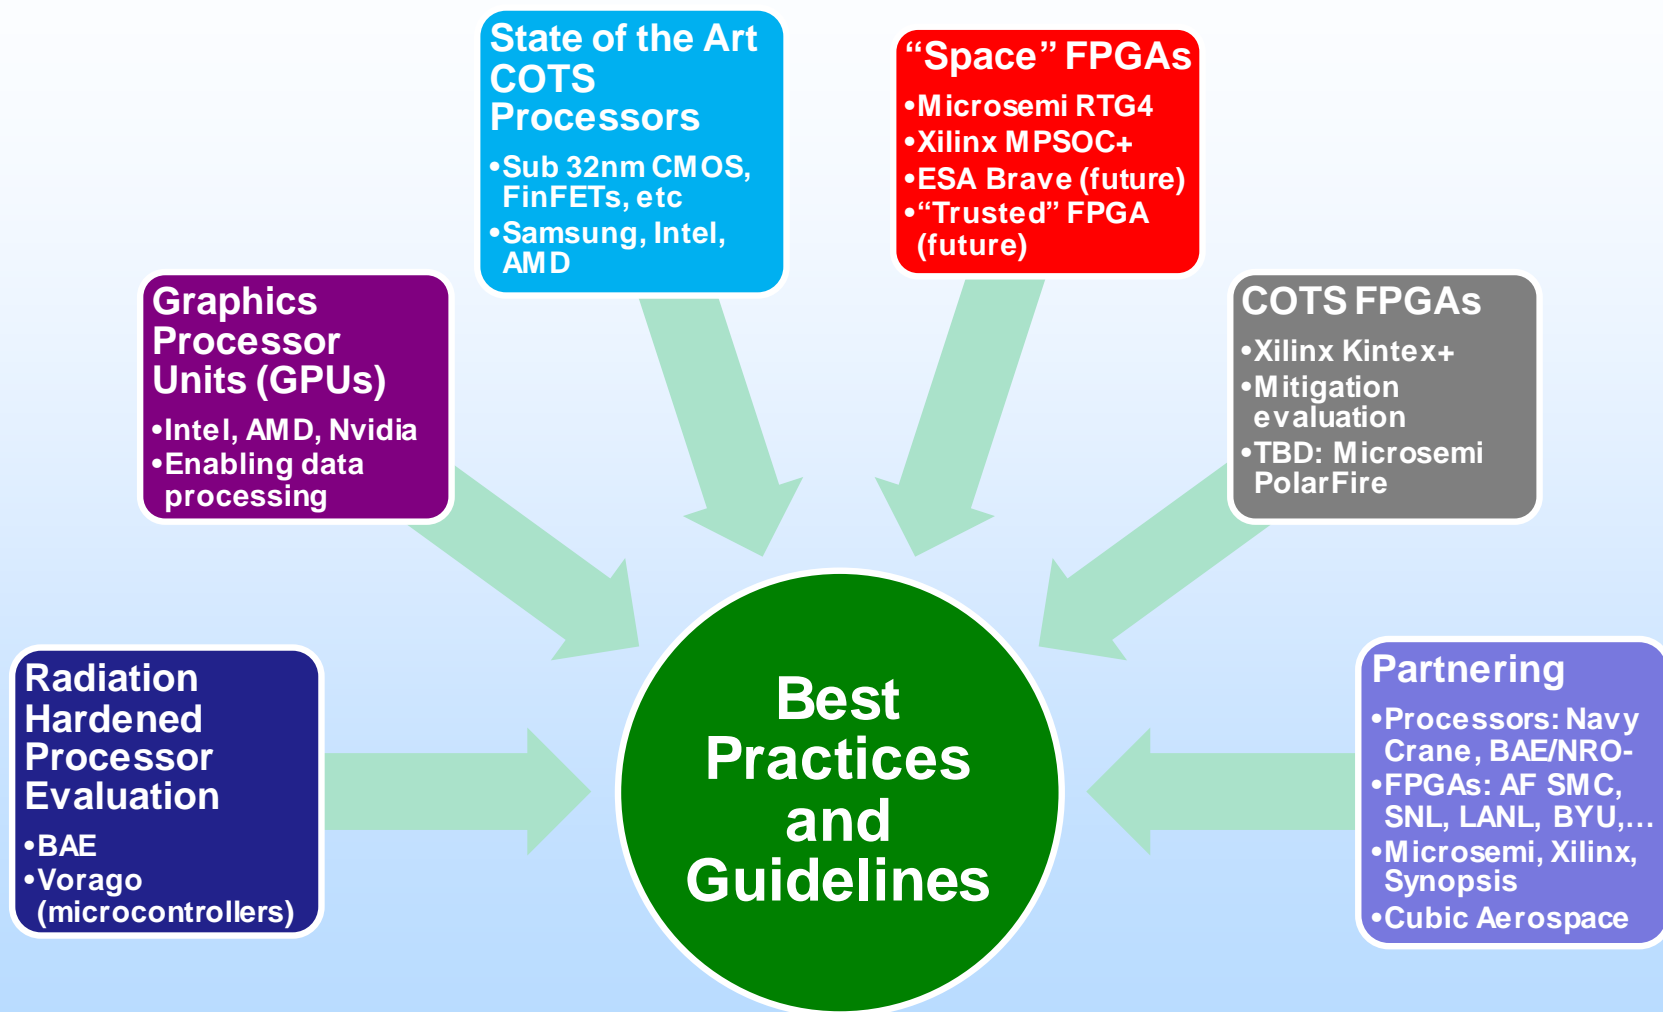 State of the Art
COTS
Processors
•Sub 32nm CMOS,
FinFETs, etc
•Samsung, Intel,
AMD
“Space” FPGAs
•Microsemi RTG4
•Xilinx MPSOC+
•ESA Brave (future)
•“Trusted” FPGA
(future)
Graphics
Processor
Units (GPUs)
•Intel, AMD, Nvidia
•Enabling data
processing
COTS FPGAs
•Xilinx Kintex+
•Mitigation
evaluation
•TBD: Microsemi
PolarFire
Radiation
Hardened
Processor
Evaluation
•BAE
•Vorago
(microcontrollers)
Best
Practices
and
Guidelines
Partnering
•Processors: Navy
Crane, BAE/NRO-
•FPGAs: AF SMC,
SNL, LANL, BYU,…
•Microsemi, Xilinx,
Synopsis
•Cubic Aerospace